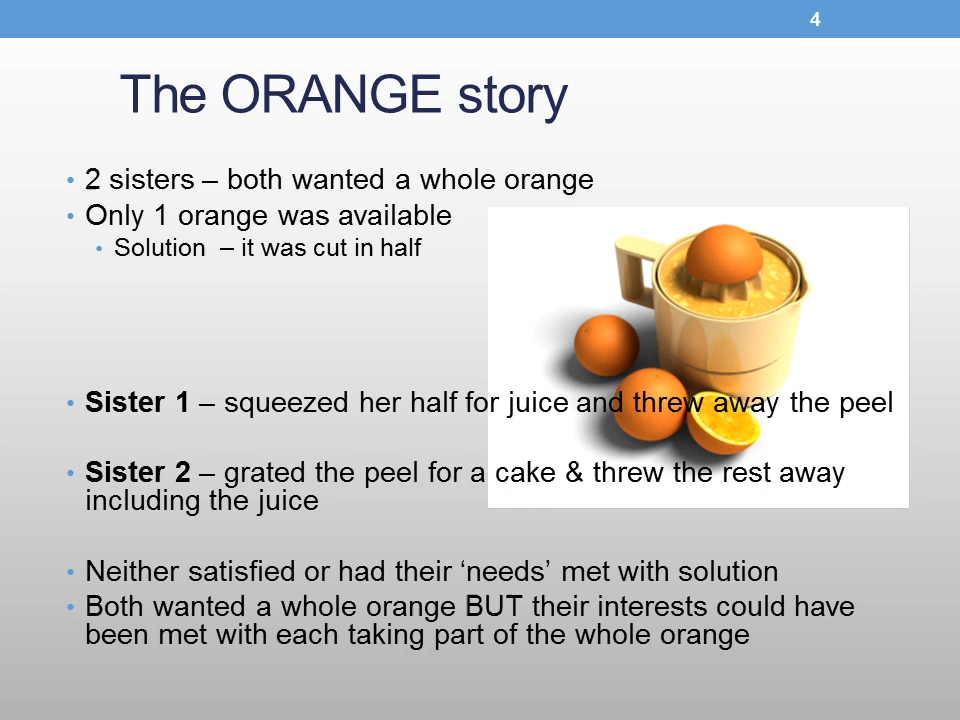 4
The ORANGE story
• 2 sisters – both wanted a whole orange
• Only 1 orange was available
• Solution – it was cut in half
• Sister 1 – squeezed her half for juice and threw away the peel
• Sister 2 – grated the peel for a cake & threw the rest away
including the juice
• Neither satisfied or had their ‘needs’ met with solution
• Both wanted a whole orange BUT their interests could have
been met with each taking part of the whole orange